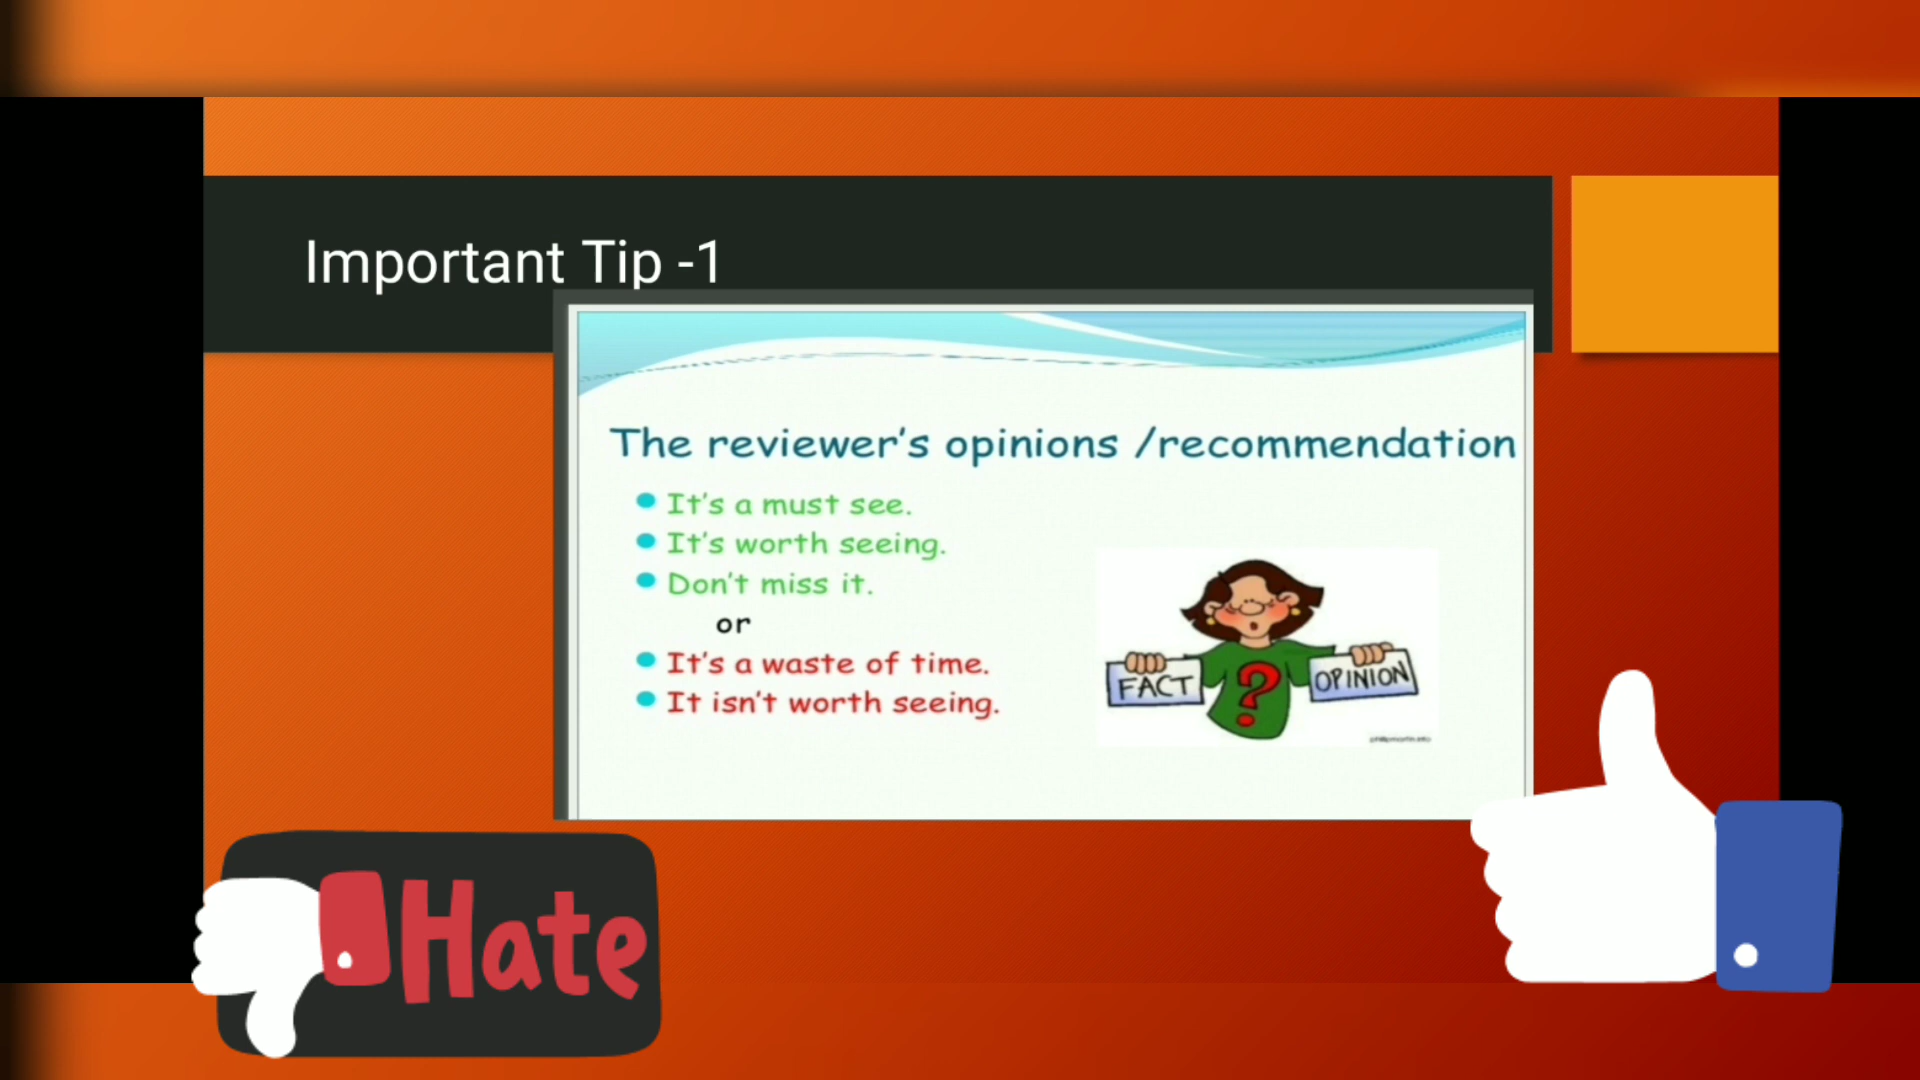 Important Tip -1
The reviewer's opinions /recommendation
It's a must see.
It's worth seeing.
Don't miss it.
or
It's a waste of time.
It isn't worth seeing.
FACT
?
OPINION
Hate